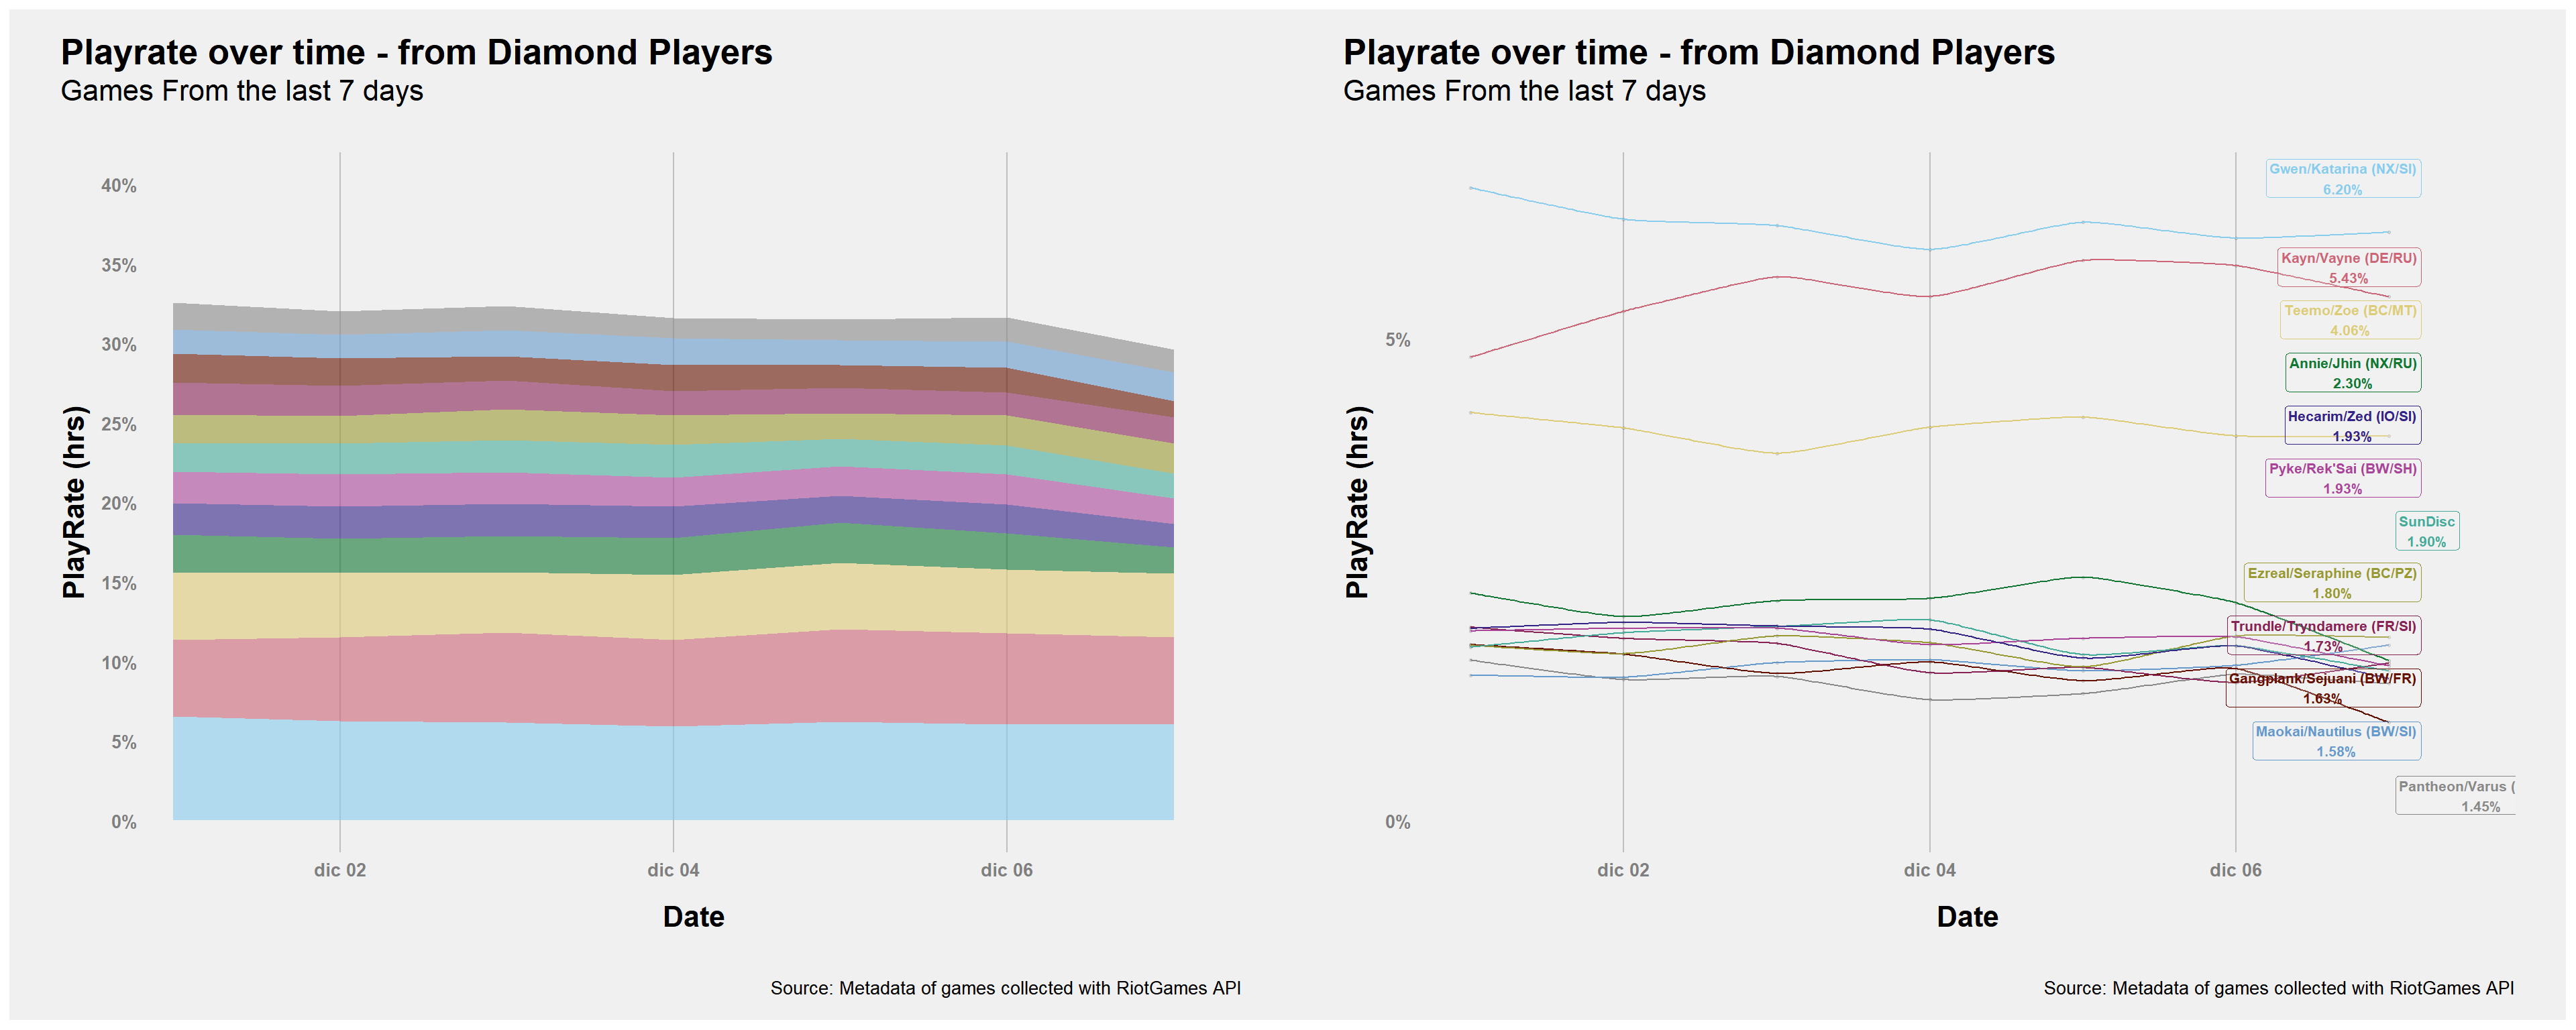 Playrate over time - from Diamond Players
Games From the last 7 days
PlayRate (hrs)
40%
35%
30%
25%
20%
15%
10%
5%
0%
dic 02
dic 04
dic 06
Date
Source: Metadata of games collected with RiotGames API
Playrate over time - from Diamond Players
Games From the last 7 days
PlayRate (hrs)
5%
0%
Gwen/Katarina (NX/SI)
6.20%
Kayn/Vayne (DE/RU)
5.43%
Teemo/Zoe (BC/MT)
4.06%
Annie/Jhin (NX/RU)
2.30%
Hecarim/Zed (IO/SI)
1.93%
Pyke/Rek'Sai (BW/SH)
1.93%
SunDisc
1.90%
Ezreal/Seraphine (BC/PZ)
1.80%
Trundle/Tryndamere (FR/SI)
1.73%
Gangplank/Sejuani (BW/FR)
1.63%
Maokai/Nautilus (BW/SI)
1.58%
Pantheon/Varus (
1.45%
dic 02
dic 04
dic 06
Date
Source: Metadata of games collected with RiotGames API